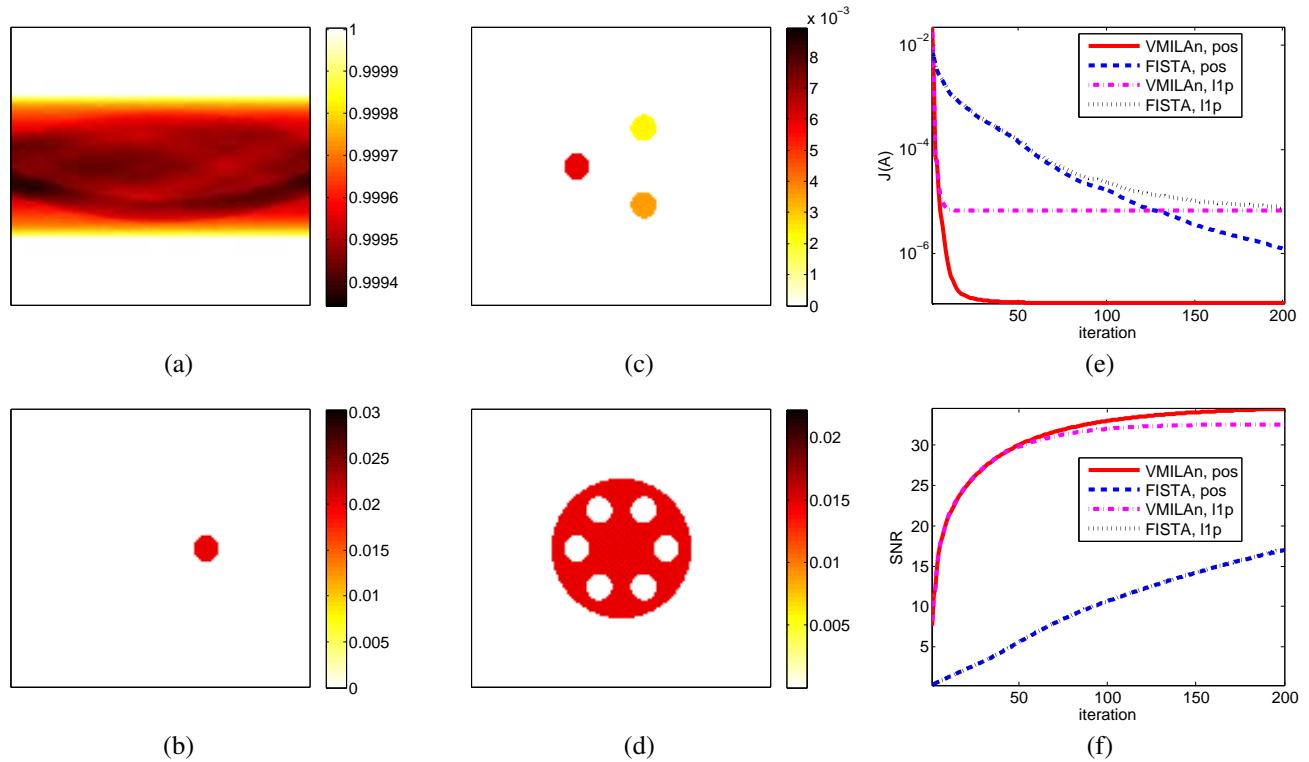 1
0.9999
0.9998
0.9997
0.9996
0.9995
0.9994
(a)
x 10⁻³
8
7
6
5
4
3
2
1
0
(c)
10⁻²
10⁻⁴
10⁻⁶
J(A)
VMILAn, pos
FISTA, pos
VMILAn, l1p
FISTA, l1p
50
100
150
200
iteration
(e)
0.03
0.025
0.02
0.015
0.01
0.005
0
(b)
0.02
0.015
0.01
0.005
(d)
30
25
20
15
10
5
SNR
VMILAn, pos
FISTA, pos
VMILAn, l1p
FISTA, l1p
50
100
150
200
iteration
(f)